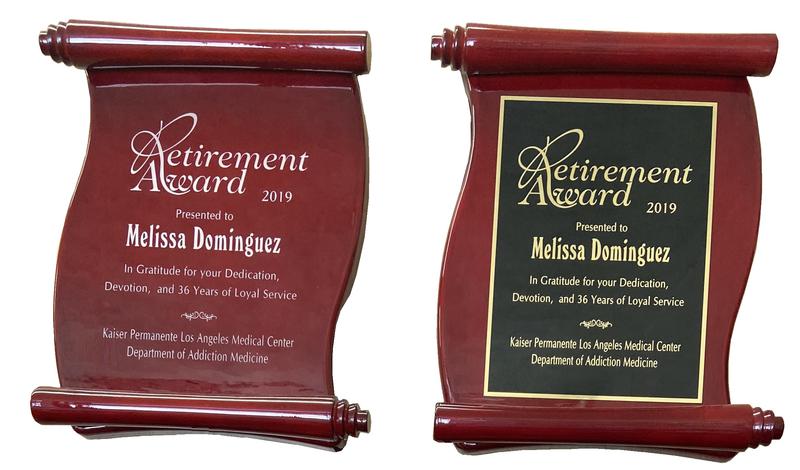 Retirement
Award 2019
Presented to
Melissa Dominguez
In Gratitude for your Dedication,
Devotion, and 36 Years of Loyal Service
Kaiser Permanente Los Angeles Medical Center
Department of Addiction Medicine
Retirement
Award 2019
Presented to
Melissa Dominguez
In Gratitude for your Dedication,
Devotion, and 36 Years of Loyal Service
Kaiser Permanente Los Angeles Medical Center
Department of Addiction Medicine